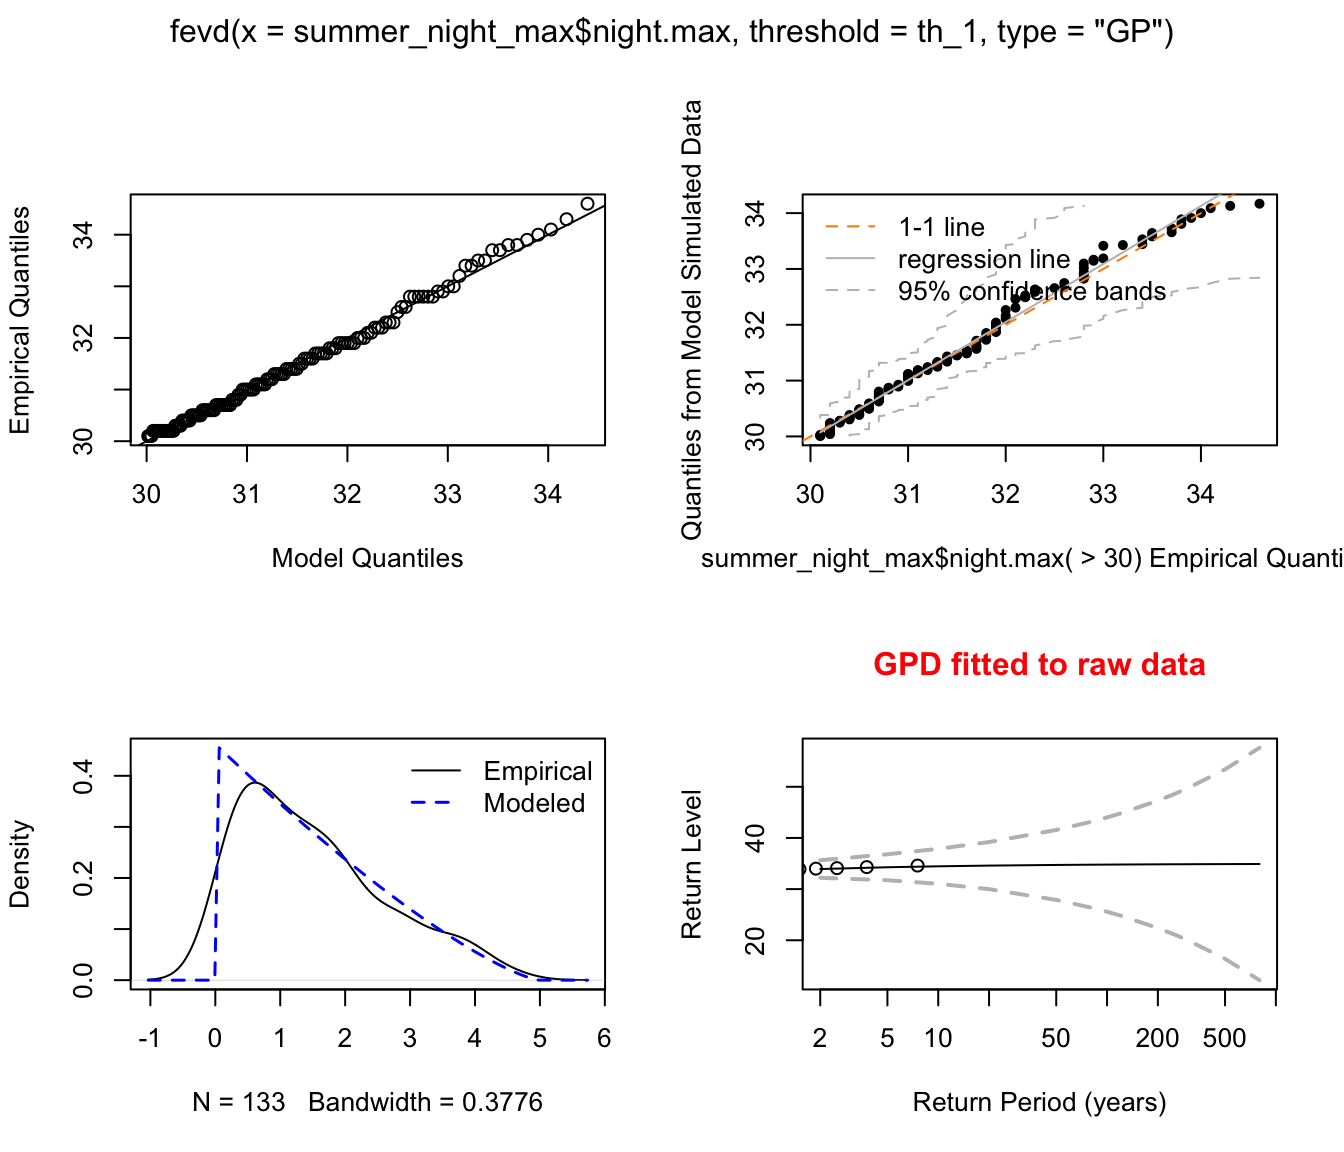 fevd(x = summer_night_max$night.max, threshold = th_1, type = "GP")
Empirical Quantiles
34
32
30
30 31 32 33 34
Model Quantiles
Quantiles from Model Simulated Data
34
33
32
31
30
1-1 line
regression line
95% confidence bands
30 31 32 33 34
summer_night_max$night.max( > 30) Empirical Quanti
Density
0.4
0.2
0.0
Empirical
Modeled
-1 0 1 2 3 4 5 6
N = 133 Bandwidth = 0.3776
GPD fitted to raw data
Return Level
40
20
2 5 10 50 200 500
Return Period (years)